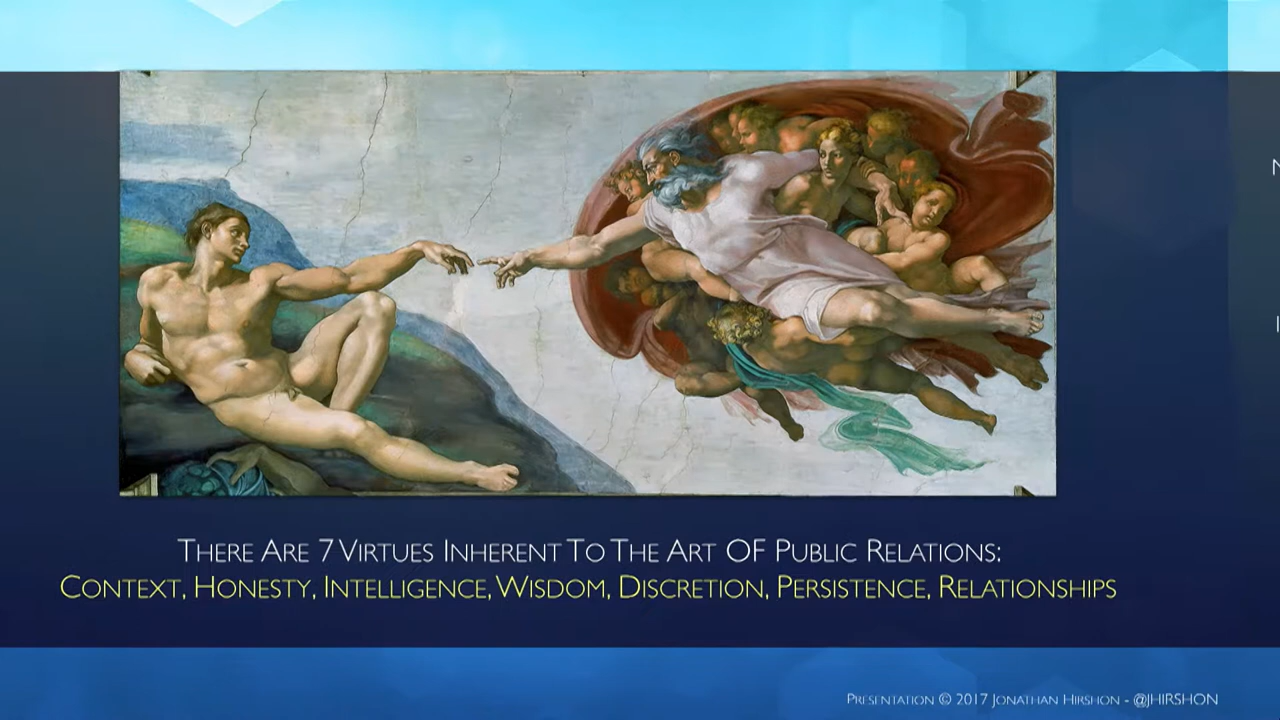 There Are 7 Virtues Inherent To The Art OF Public Relations:
Context, Honesty, Intelligence, Wisdom, Discretion, Persistence, Relationships
Presentation © 2017 Jonathan Hirshon - @JHIRSHON